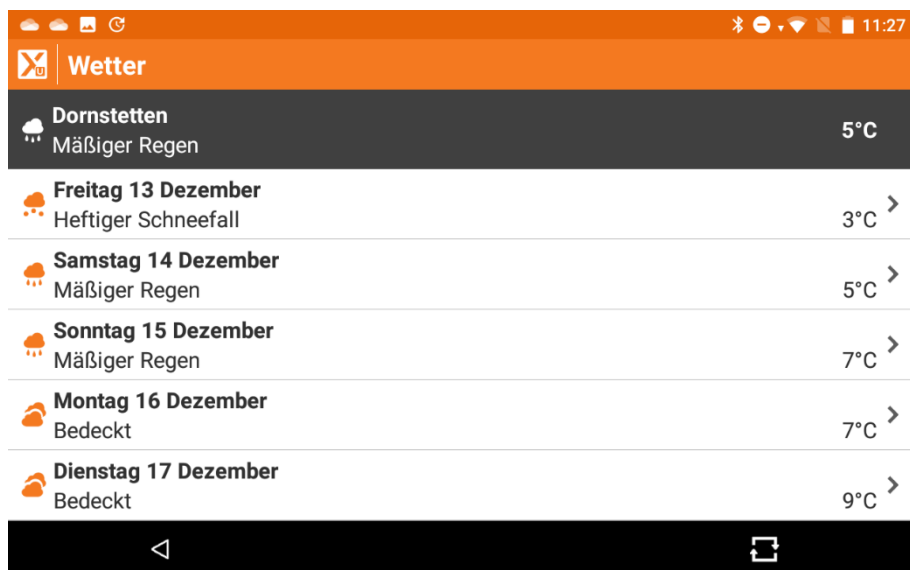 11:27
XU Wetter
Dornstetten
Mäßiger Regen
5°C
Freitag 13 Dezember
Heftiger Schneefall
3°C
Samstag 14 Dezember
Mäßiger Regen
5°C
Sonntag 15 Dezember
Mäßiger Regen
7°C
Montag 16 Dezember
Bedeckt
7°C
Dienstag 17 Dezember
Bedeckt
9°C